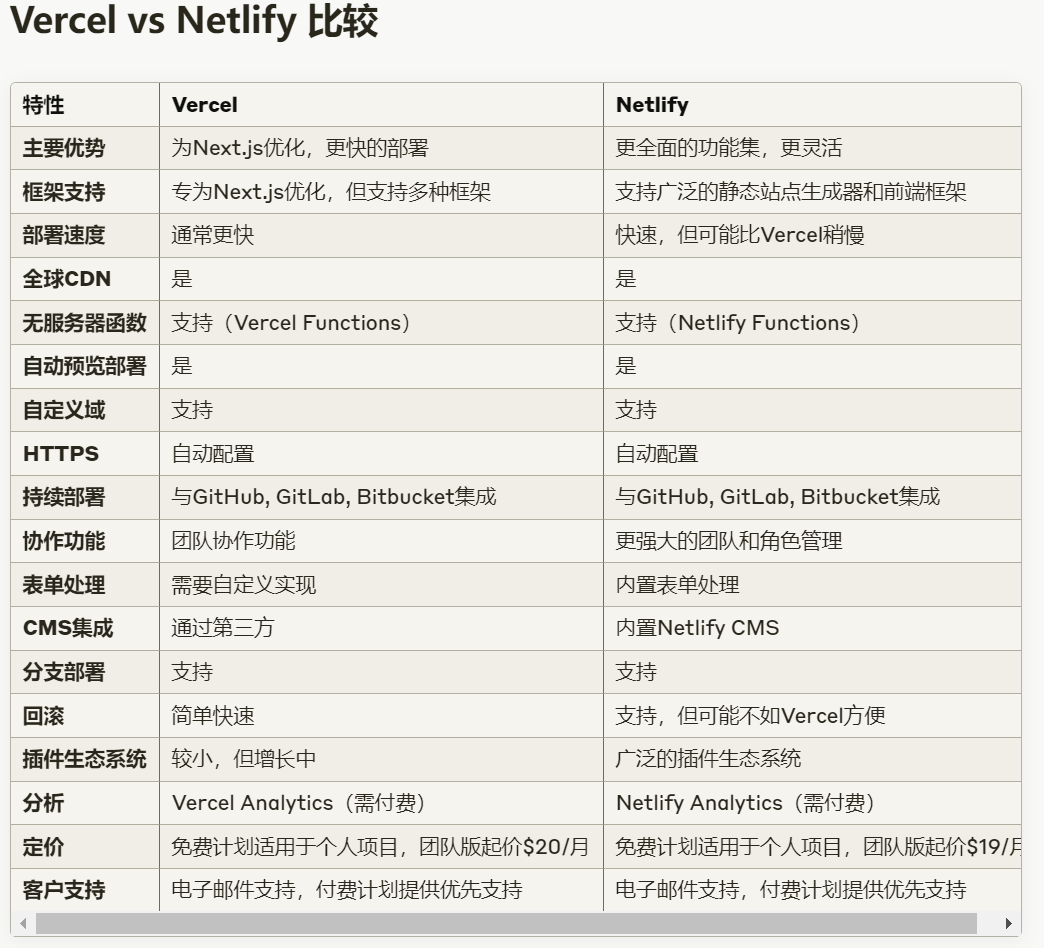 Vercel vs Netlify 比较
特性 Vercel Netlify
主要优势 为Next.js优化，更快的部署 更全面的功能集，更灵活
框架支持 专为Next.js优化，但支持多种框架 支持广泛的静态站点生成器和前端框架
部署速度 通常更快 快速，但可能比Vercel稍慢
全球CDN 是 是
无服务器函数 支持（Vercel Functions） 支持（Netlify Functions）
自动预览部署 是 是
自定义域 支持 支持
HTTPS 自动配置 自动配置
持续部署 与GitHub, GitLab, Bitbucket集成 与GitHub, GitLab, Bitbucket集成
协作功能 团队协作功能 更强大的团队和角色管理
表单处理 需要自定义实现 内置表单处理
CMS集成 通过第三方 内置Netlify CMS
分支部署 支持 支持
回滚 简单快速 支持，但可能不如Vercel方便
插件生态系统 较小，但增长中 广泛的插件生态系统
分析 Vercel Analytics（需付费） Netlify Analytics（需付费）
定价 免费计划适用于个人项目，团队版起价$20/月 免费计划适用于个人项目，团队版起价$19/月
客户支持 电子邮件支持，付费计划提供优先支持 电子邮件支持，付费计划提供优先支持